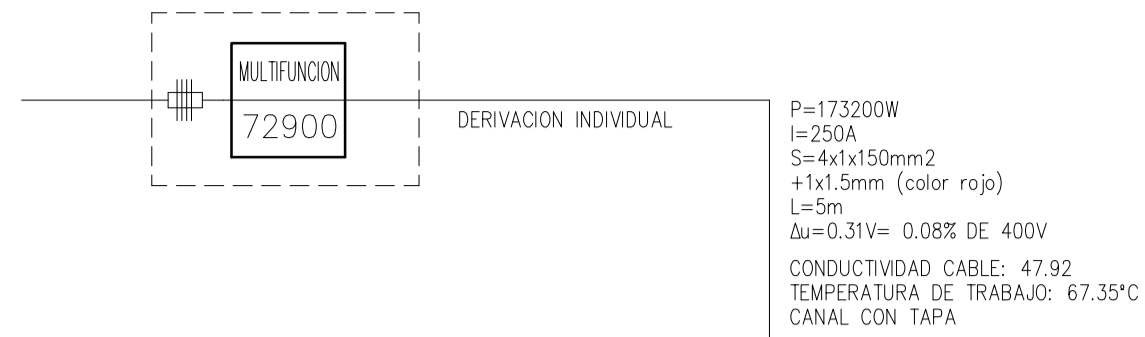 MULTIFUNCION
72900
DERIVACION INDIVIDUAL
P=173200W
I=250A
S=4x1x150mm2
+1x1.5mm (color rojo)
L=5m
Δu=0.31V= 0.08% DE 400V
CONDUCTIVIDAD CABLE: 47.92
TEMPERATURA DE TRABAJO: 67.35°C
CANAL CON TAPA